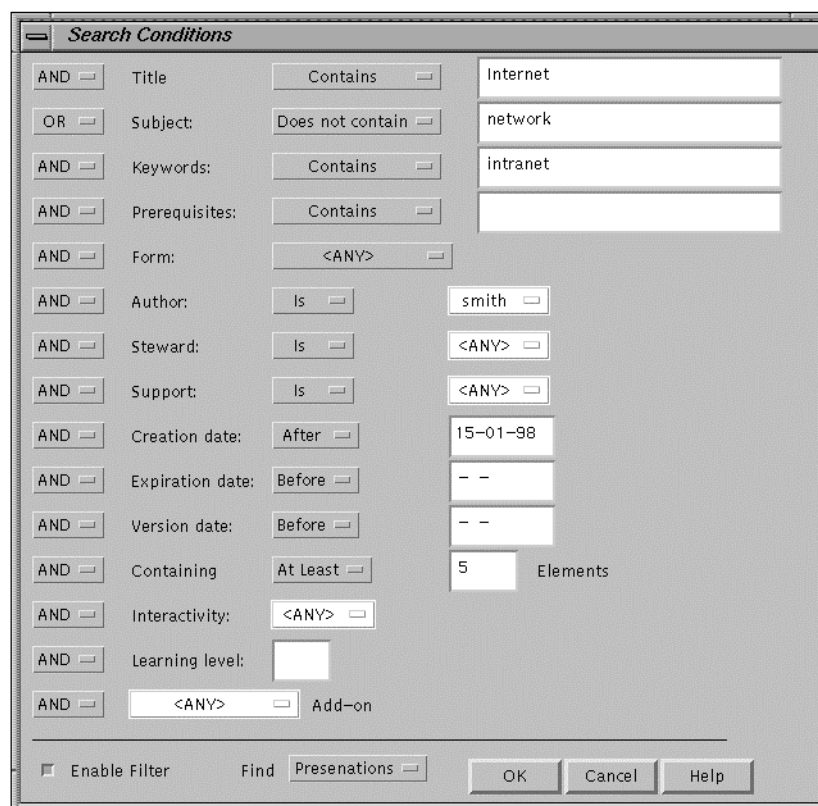 Search Conditions
AND Title Contains Internet
OR Subject: Does not contain network
AND Keywords: Contains intranet
AND Prerequisites: Contains
AND Form: <ANY>
AND Author: Is smith
AND Steward: Is <ANY>
AND Support: Is <ANY>
AND Creation date: After 15-01-98
AND Expiration date: Before - -
AND Version date: Before - -
AND Containing At Least 5 Elements
AND Interactivity: <ANY>
AND Learning level:
AND <ANY> Add-on
Enable Filter Find Presenations OK Cancel Help